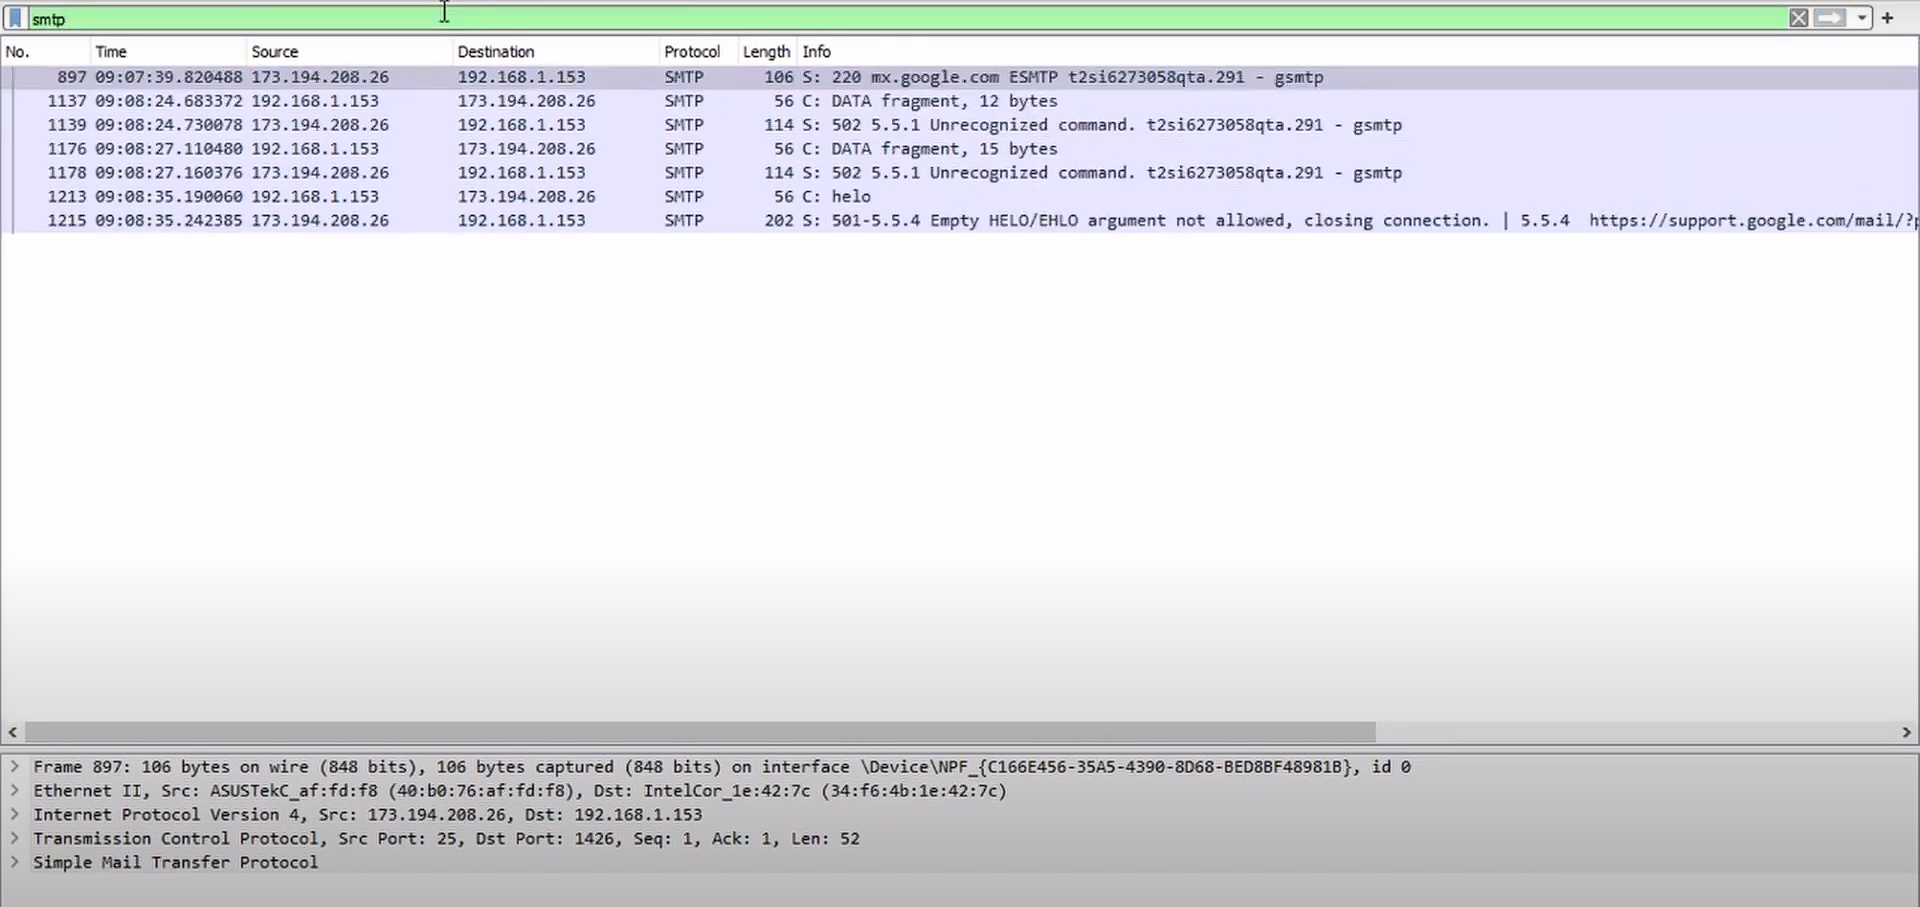 smtp
No. Time Source Destination Protocol Length Info
897 09:07:39.820488 173.194.208.26 192.168.1.153 SMTP 106 S: 220 mx.google.com ESMTP t2si6273058qta.291 - gsmtp
1137 09:08:24.683372 192.168.1.153 173.194.208.26 SMTP 56 C: DATA fragment, 12 bytes
1139 09:08:24.730078 173.194.208.26 192.168.1.153 SMTP 114 S: 502 5.5.1 Unrecognized command. t2si6273058qta.291 - gsmtp
1176 09:08:27.110480 192.168.1.153 173.194.208.26 SMTP 56 C: DATA fragment, 15 bytes
1178 09:08:27.160376 173.194.208.26 192.168.1.153 SMTP 114 S: 502 5.5.1 Unrecognized command. t2si6273058qta.291 - gsmtp
1213 09:08:35.190060 192.168.1.153 173.194.208.26 SMTP 56 C: helo
1215 09:08:35.242385 173.194.208.26 192.168.1.153 SMTP 202 S: 501-5.5.4 Empty HELO/EHLO argument not allowed, closing connection. | 5.5.4 https://support.google.com/mail/?p
Frame 897: 106 bytes on wire (848 bits), 106 bytes captured (848 bits) on interface \Device\NPF_{C166E456-35A5-4390-8D68-BED8BF48981B}, id 0
Ethernet II, Src: ASUSTekC_af:fd:f8 (40:b0:76:af:fd:f8), Dst: IntelCor_1e:42:7c (34:f6:4b:1e:42:7c)
Internet Protocol Version 4, Src: 173.194.208.26, Dst: 192.168.1.153
Transmission Control Protocol, Src Port: 25, Dst Port: 1426, Seq: 1, Ack: 1, Len: 52
Simple Mail Transfer Protocol